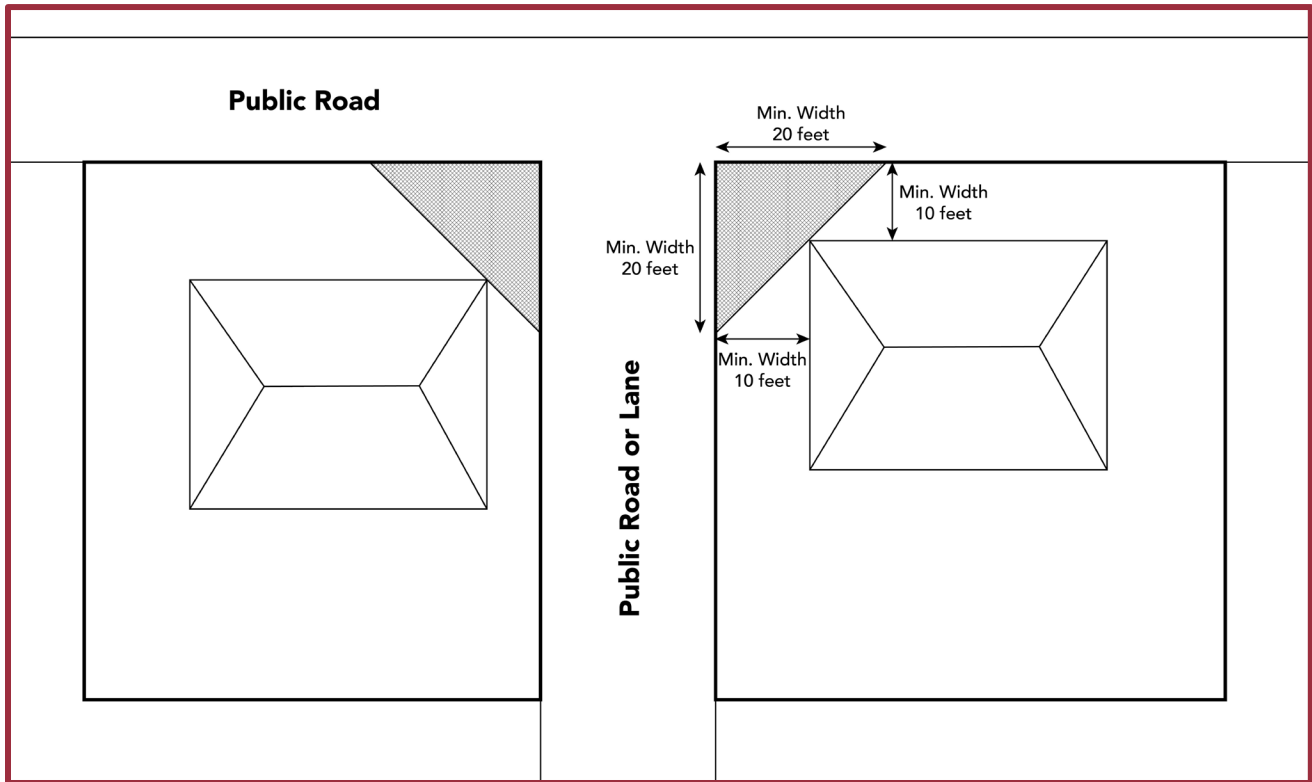 Public Road
Min. Width
20 feet
Min. Width
10 feet
Min. Width
20 feet
Min. Width
10 feet
Public Road or Lane